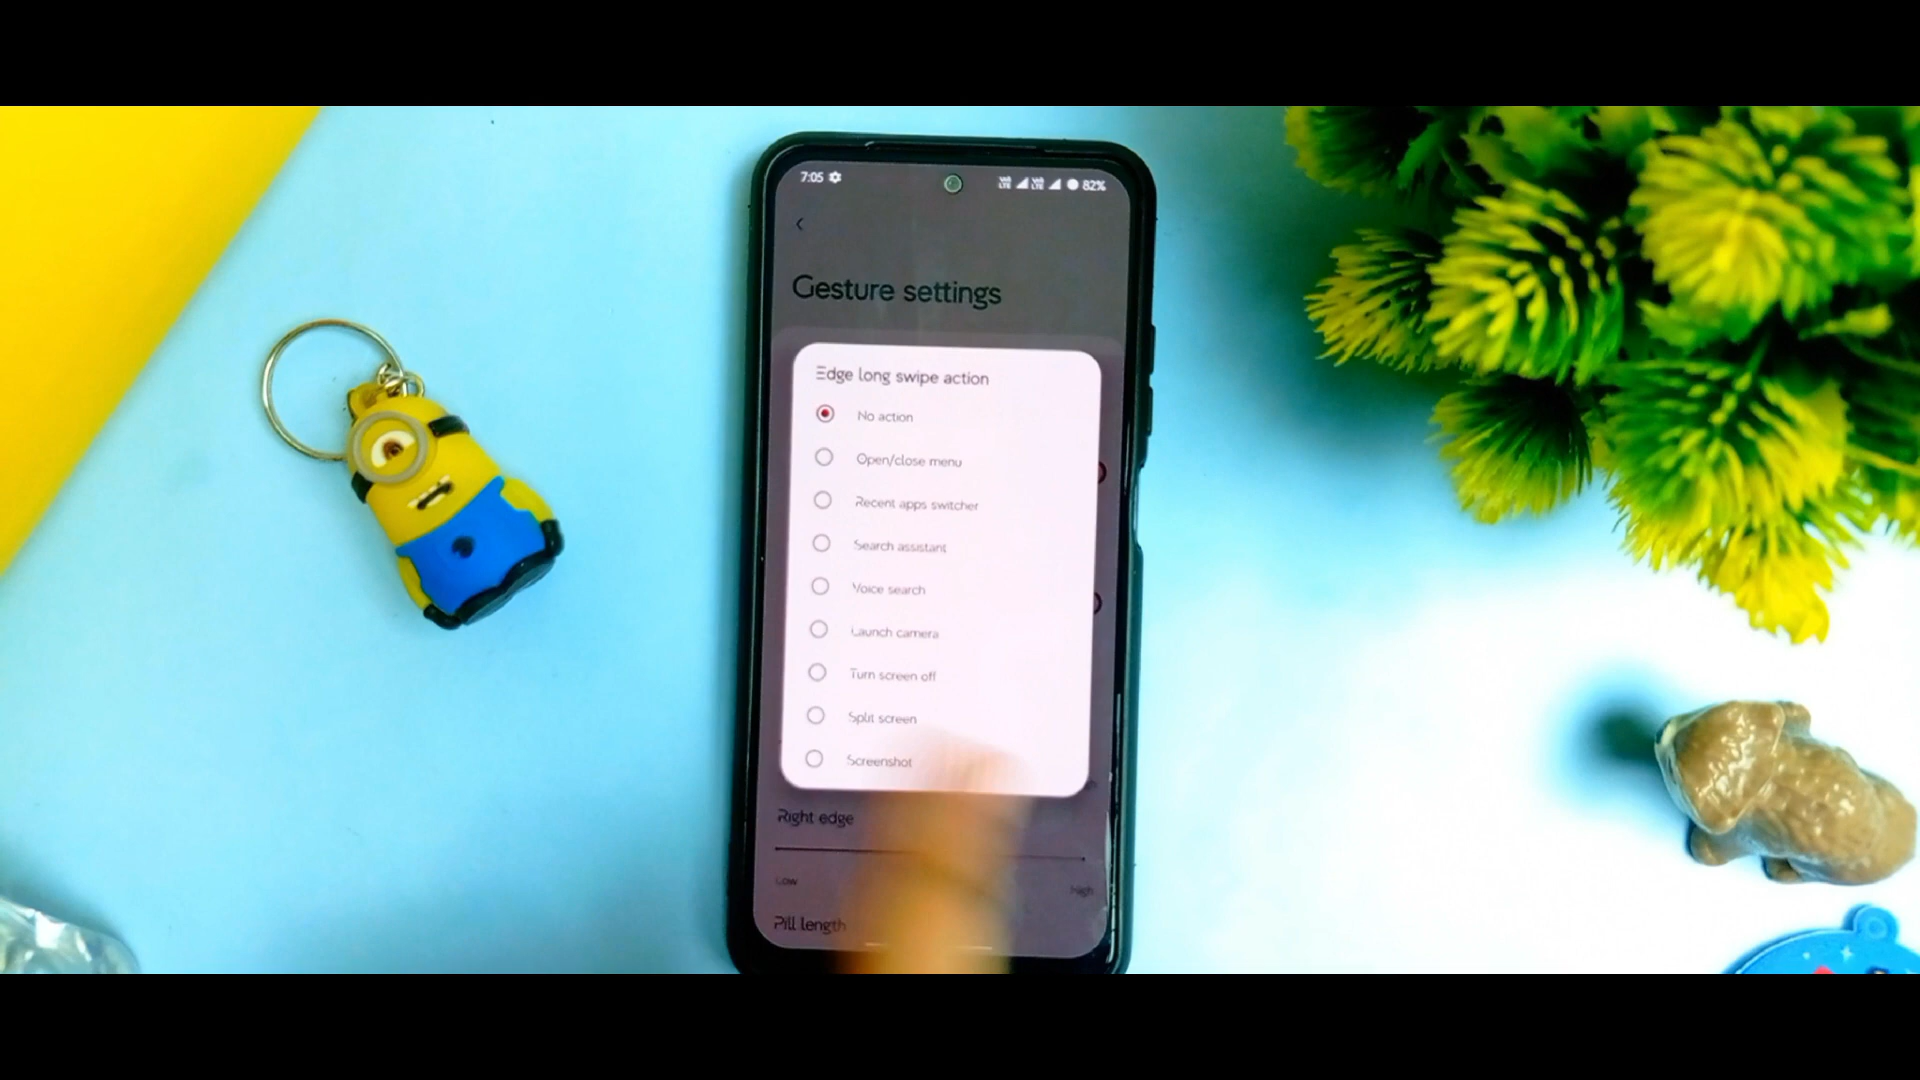 7:05 82%
Gesture settings
Edge long swipe action
No action
Open/close menu
Recent apps switcher
Search assistant
Voice search
Launch camera
Turn screen off
Split screen
Screenshot
Right edge
Low High
Pill length